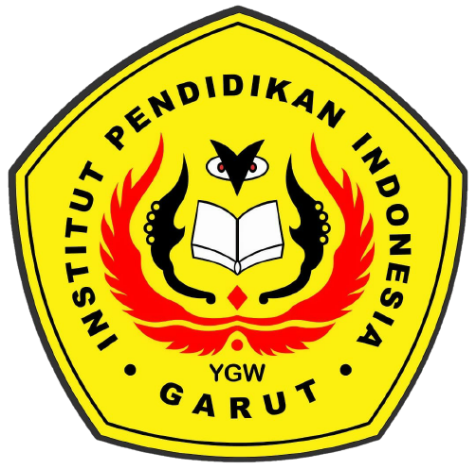 INSTITUT PENDIDIKAN INDONESIA
YGW
• GARUT •